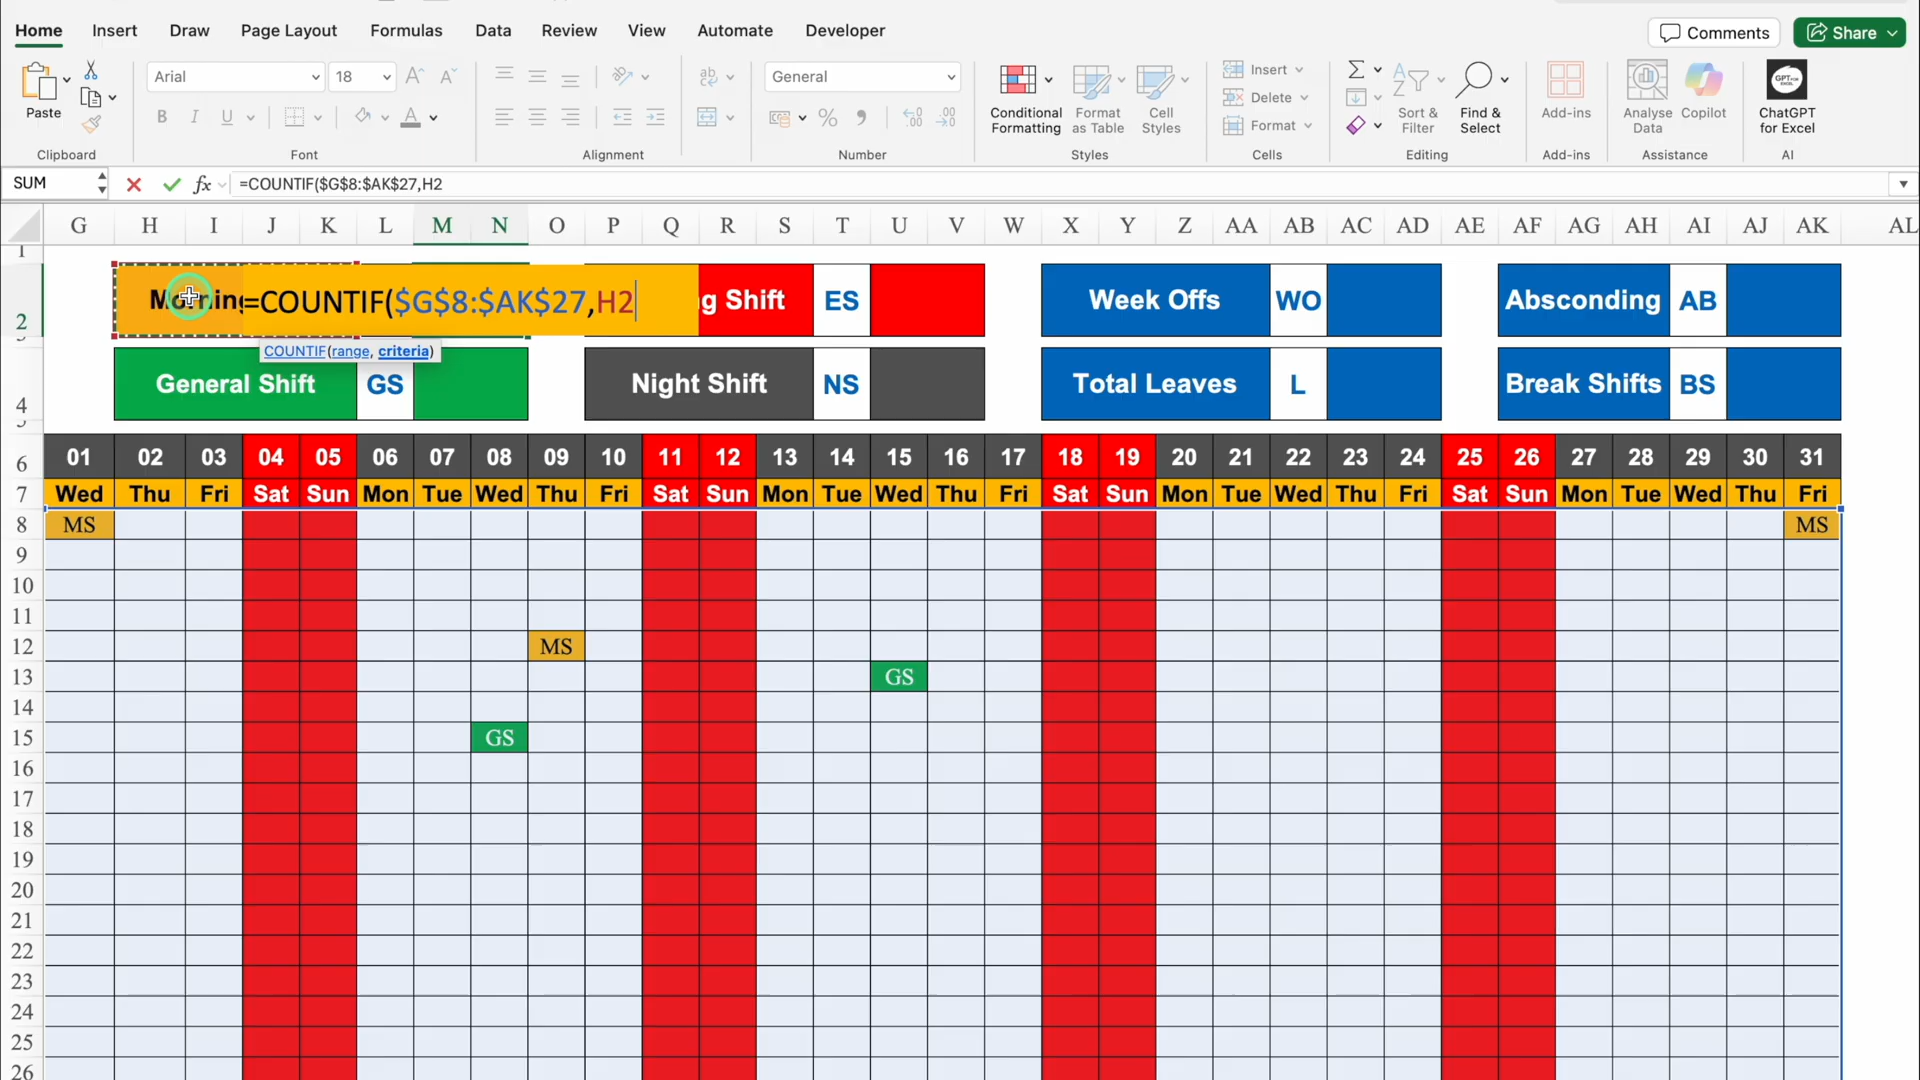 Home Insert Draw Page Layout Formulas Data Review View Automate Developer Comments Share
Arial 18 General
Paste Conditional Formatting Format as Table Cell Styles Insert Delete Format Sort & Filter Find & Select Add-ins Analyse Data Copilot ChatGPT for Excel
Clipboard Font Alignment Number Styles Cells Editing Add-ins Assistance AI
SUM fx =COUNTIF($G$8:$AK$27,H2
G H I J K L M N O P Q R S T U V W X Y Z AA AB AC AD AE AF AG AH AI AJ AK AL
1
2 =COUNTIF($G$8:$AK$27,H2 g Shift ES Week Offs WO Absconding AB
COUNTIF(range, criteria)
4 General Shift GS Night Shift NS Total Leaves L Break Shifts BS
6 01 02 03 04 05 06 07 08 09 10 11 12 13 14 15 16 17 18 19 20 21 22 23 24 25 26 27 28 29 30 31
7 Wed Thu Fri Sat Sun Mon Tue Wed Thu Fri Sat Sun Mon Tue Wed Thu Fri Sat Sun Mon Tue Wed Thu Fri Sat Sun Mon Tue Wed Thu Fri
8 MS MS
9
10
11
12 MS
13 GS
14
15 GS
16
17
18
19
20
21
22
23
24
25
26